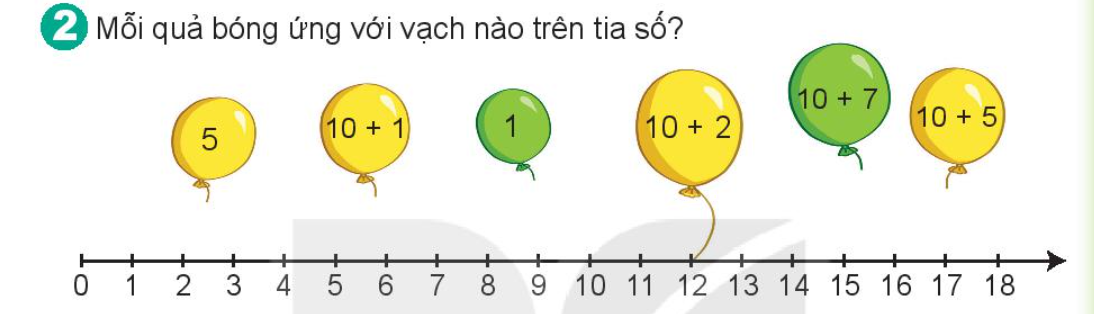 2 Mỗi quả bóng ứng với vạch nào trên tia số?
5 10 + 1 1 10 + 2 10 + 7 10 + 5
0 1 2 3 4 5 6 7 8 9 10 11 12 13 14 15 16 17 18